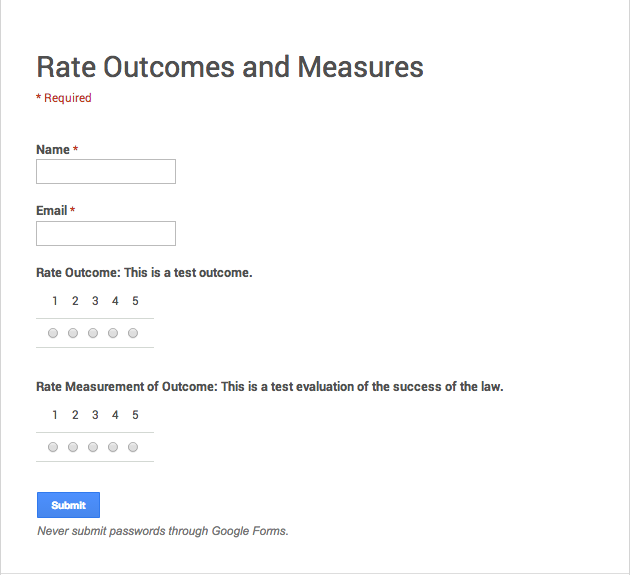 Rate Outcomes and Measures
* Required
Name *
Email *
Rate Outcome: This is a test outcome.
1 2 3 4 5
Rate Measurement of Outcome: This is a test evaluation of the success of the law.
1 2 3 4 5
Submit
Never submit passwords through Google Forms.